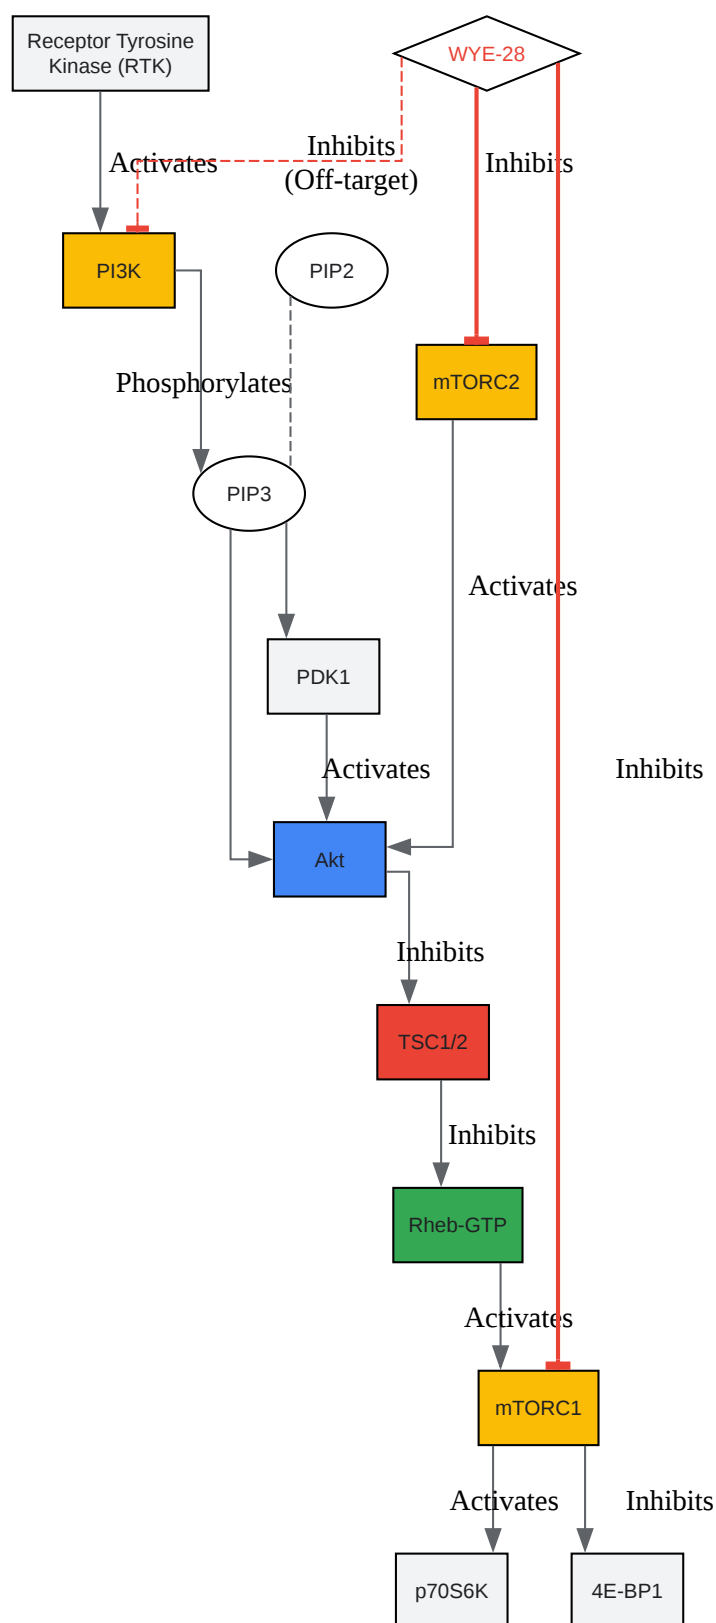 Receptor Tyrosine
Kinase (RTK)
WYE-28
Activates
Inhibits
(Off-target)
Inhibits
PI3K
PIP2
mTORC2
Phosphorylates
PIP3
Activates
PDK1
Activates
Inhibits
Akt
Inhibits
TSC1/2
Inhibits
Rheb-GTP
Activates
mTORC1
Activates
Inhibits
p70S6K
4E-BP1